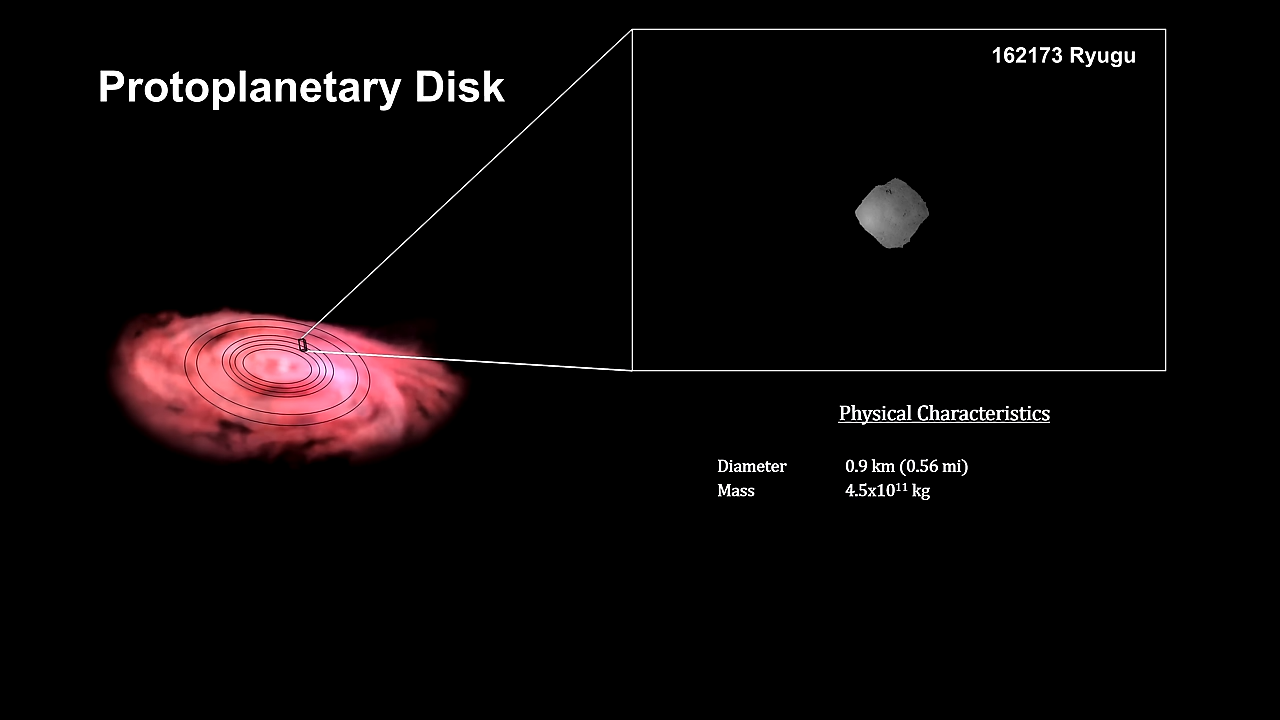 Protoplanetary Disk
162173 Ryugu
Physical Characteristics
Diameter 0.9 km (0.56 mi)
Mass 4.5x10¹¹ kg